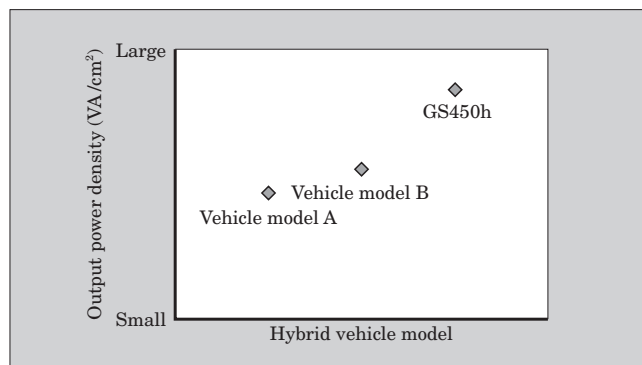 Large
Output power density (VA/cm²)
GS450h
Vehicle model B
Vehicle model A
Small
Hybrid vehicle model